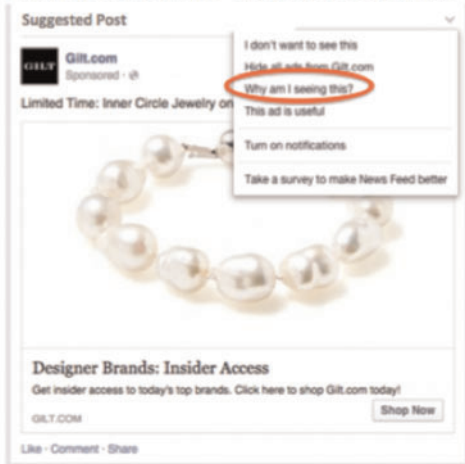 Suggested Post
GILT
Gilt.com
Sponsored ·
Limited Time: Inner Circle Jewelry on
I don't want to see this
Hide all ads from Gilt.com
Why am I seeing this?
This ad is useful
Turn on notifications
Take a survey to make News Feed better
Designer Brands: Insider Access
Get insider access to today's top brands. Click here to shop Gilt.com today!
GILT.COM
Shop Now
Like · Comment · Share